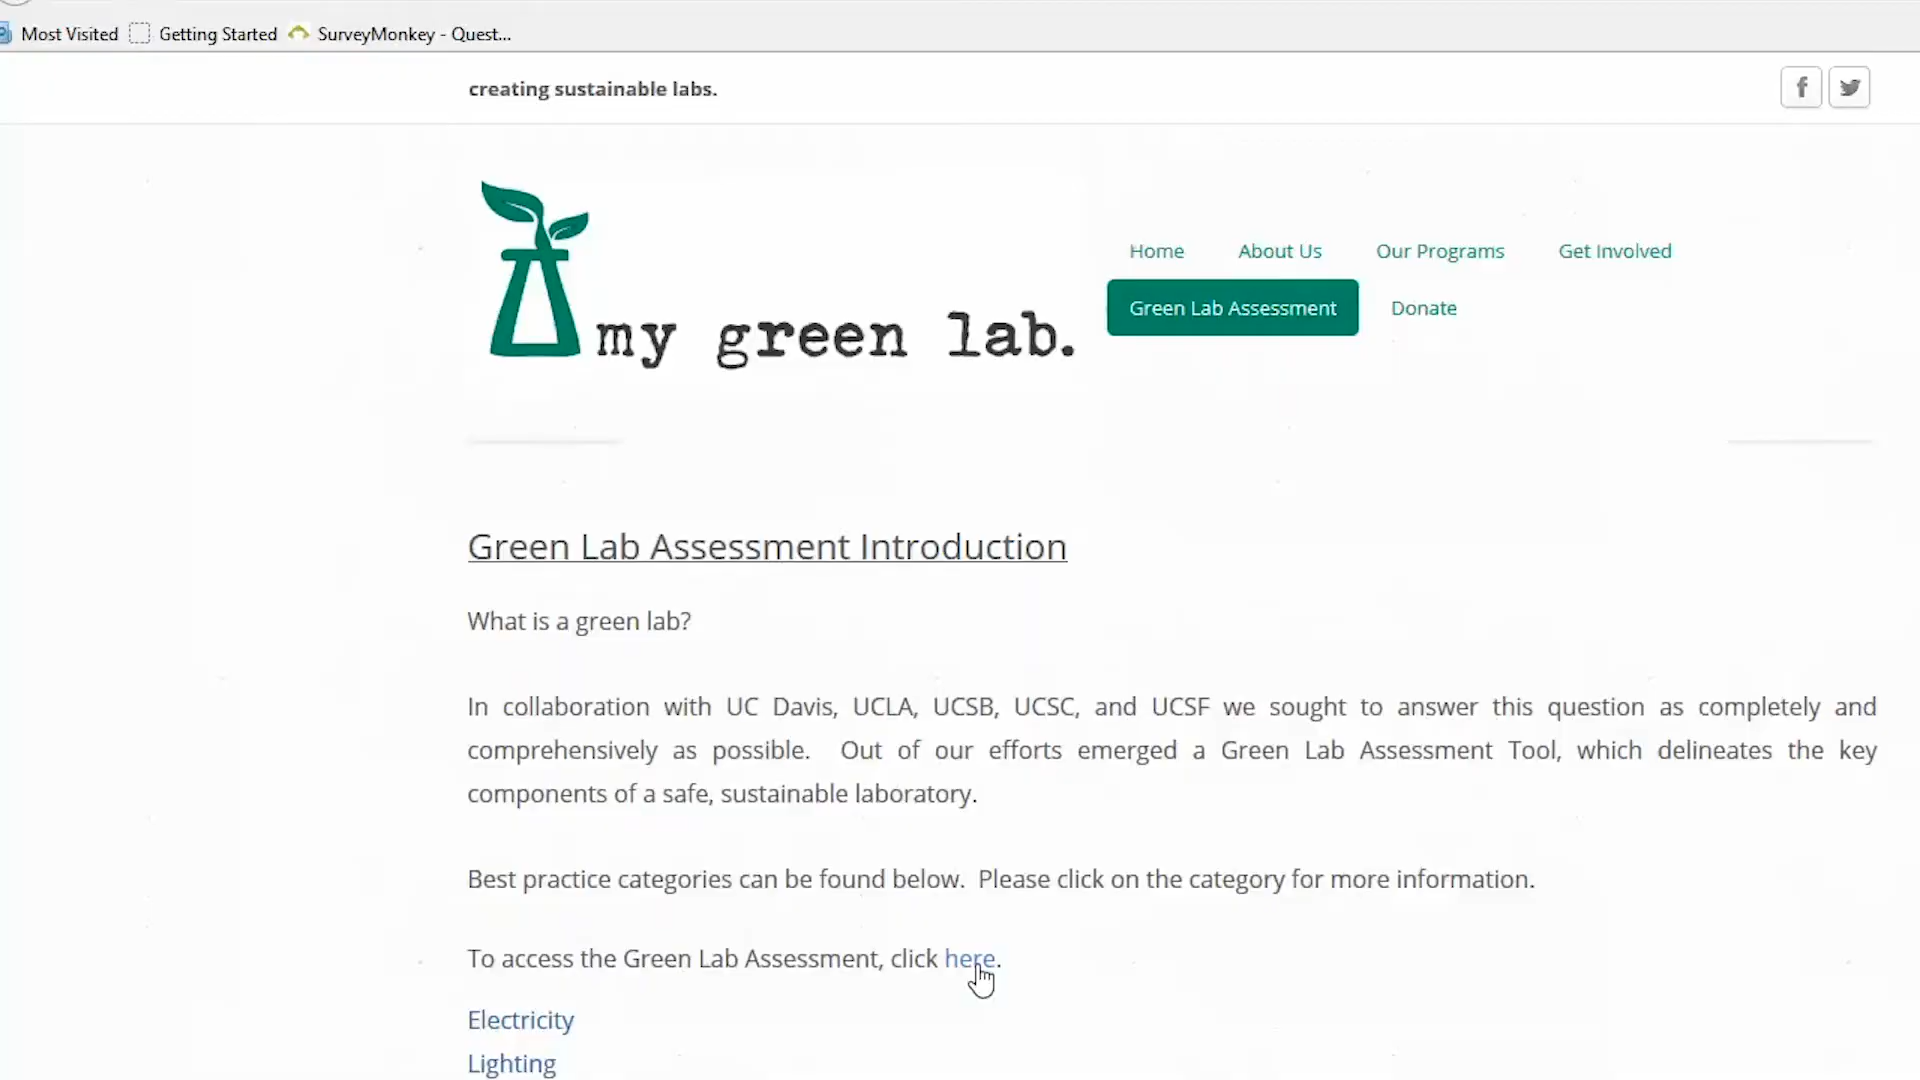 Most Visited Getting Started SurveyMonkey - Quest...
creating sustainable labs.
Home About Us Our Programs Get Involved
Green Lab Assessment Donate
my green lab.
Green Lab Assessment Introduction
What is a green lab?
In collaboration with UC Davis, UCLA, UCSB, UCSC, and UCSF we sought to answer this question as completely and
comprehensively as possible. Out of our efforts emerged a Green Lab Assessment Tool, which delineates the key
components of a safe, sustainable laboratory.
Best practice categories can be found below. Please click on the category for more information.
To access the Green Lab Assessment, click here.
Electricity
Lighting